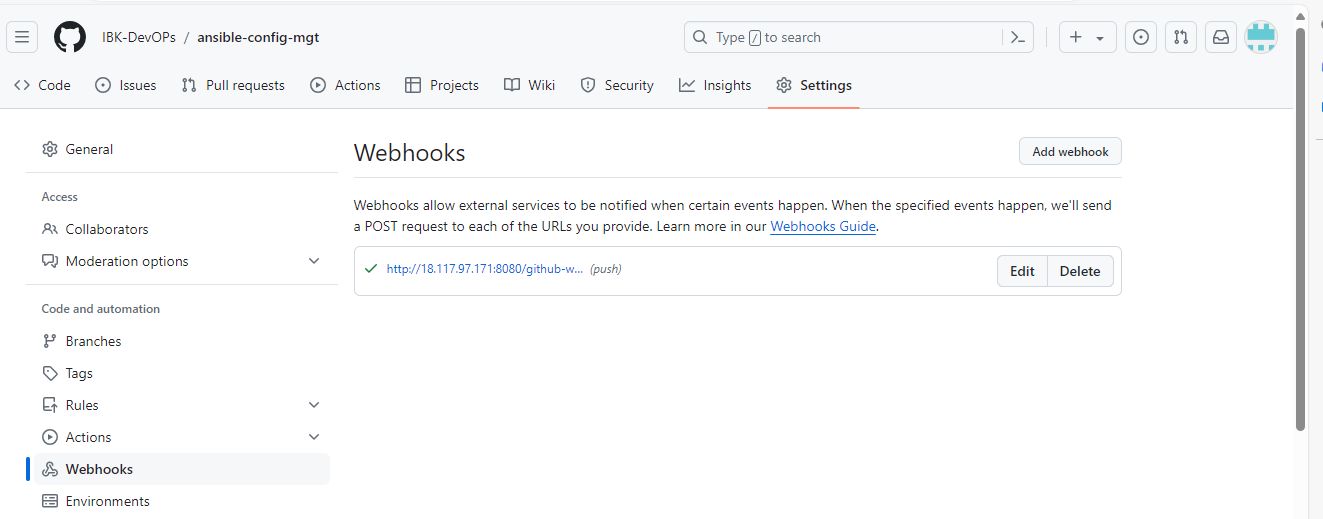 IBK-DevOPs / ansible-config-mgt
Type / to search
Code Issues Pull requests Actions Projects Wiki Security Insights Settings
General
Access
Collaborators
Moderation options
Code and automation
Branches
Tags
Rules
Actions
Webhooks
Environments
Webhooks
Add webhook
Webhooks allow external services to be notified when certain events happen. When the specified events happen, we'll send
a POST request to each of the URLs you provide. Learn more in our Webhooks Guide.
http://18.117.97.171:8080/github-w... (push)
Edit Delete